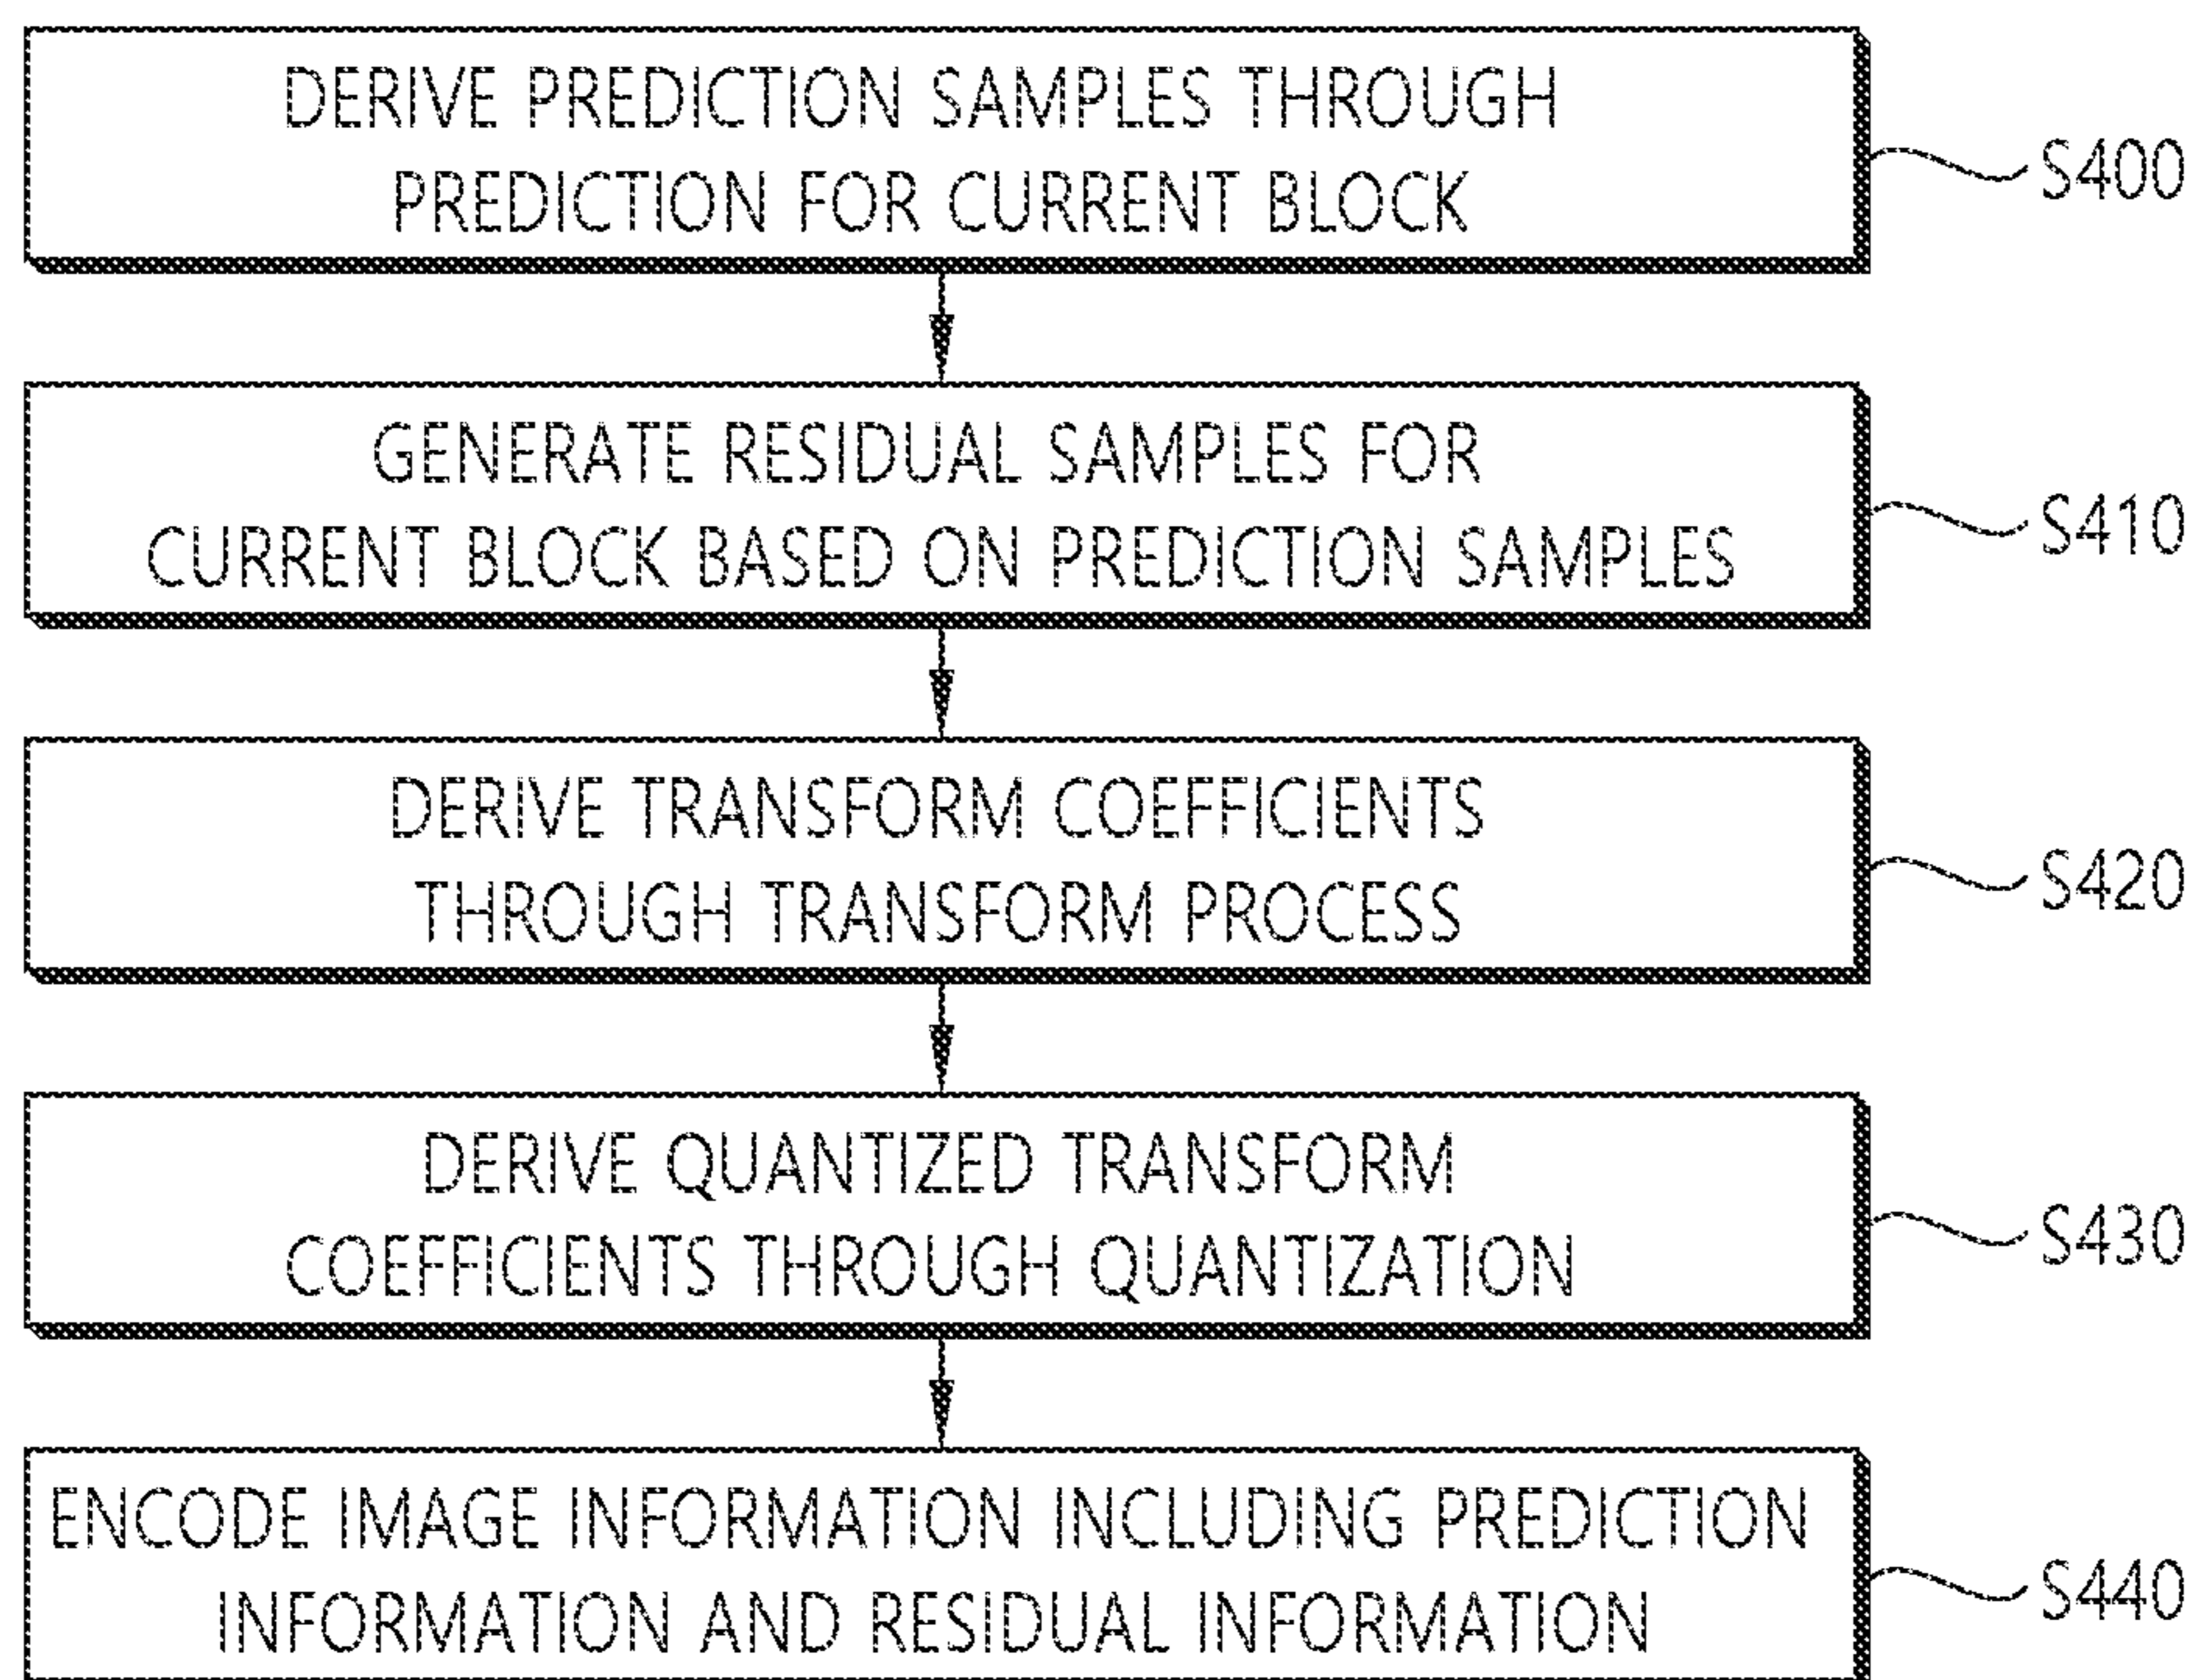 DERIVE PREDICTION SAMPLES THROUGH
PREDICTION FOR CURRENT BLOCK
S400
GENERATE RESIDUAL SAMPLES FOR
CURRENT BLOCK BASED ON PREDICTION SAMPLES
S410
DERIVE TRANSFORM COEFFICIENTS
THROUGH TRANSFORM PROCESS
S420
DERIVE QUANTIZED TRANSFORM
COEFFICIENTS THROUGH QUANTIZATION
S430
ENCODE IMAGE INFORMATION INCLUDING PREDICTION
INFORMATION AND RESIDUAL INFORMATION
S440